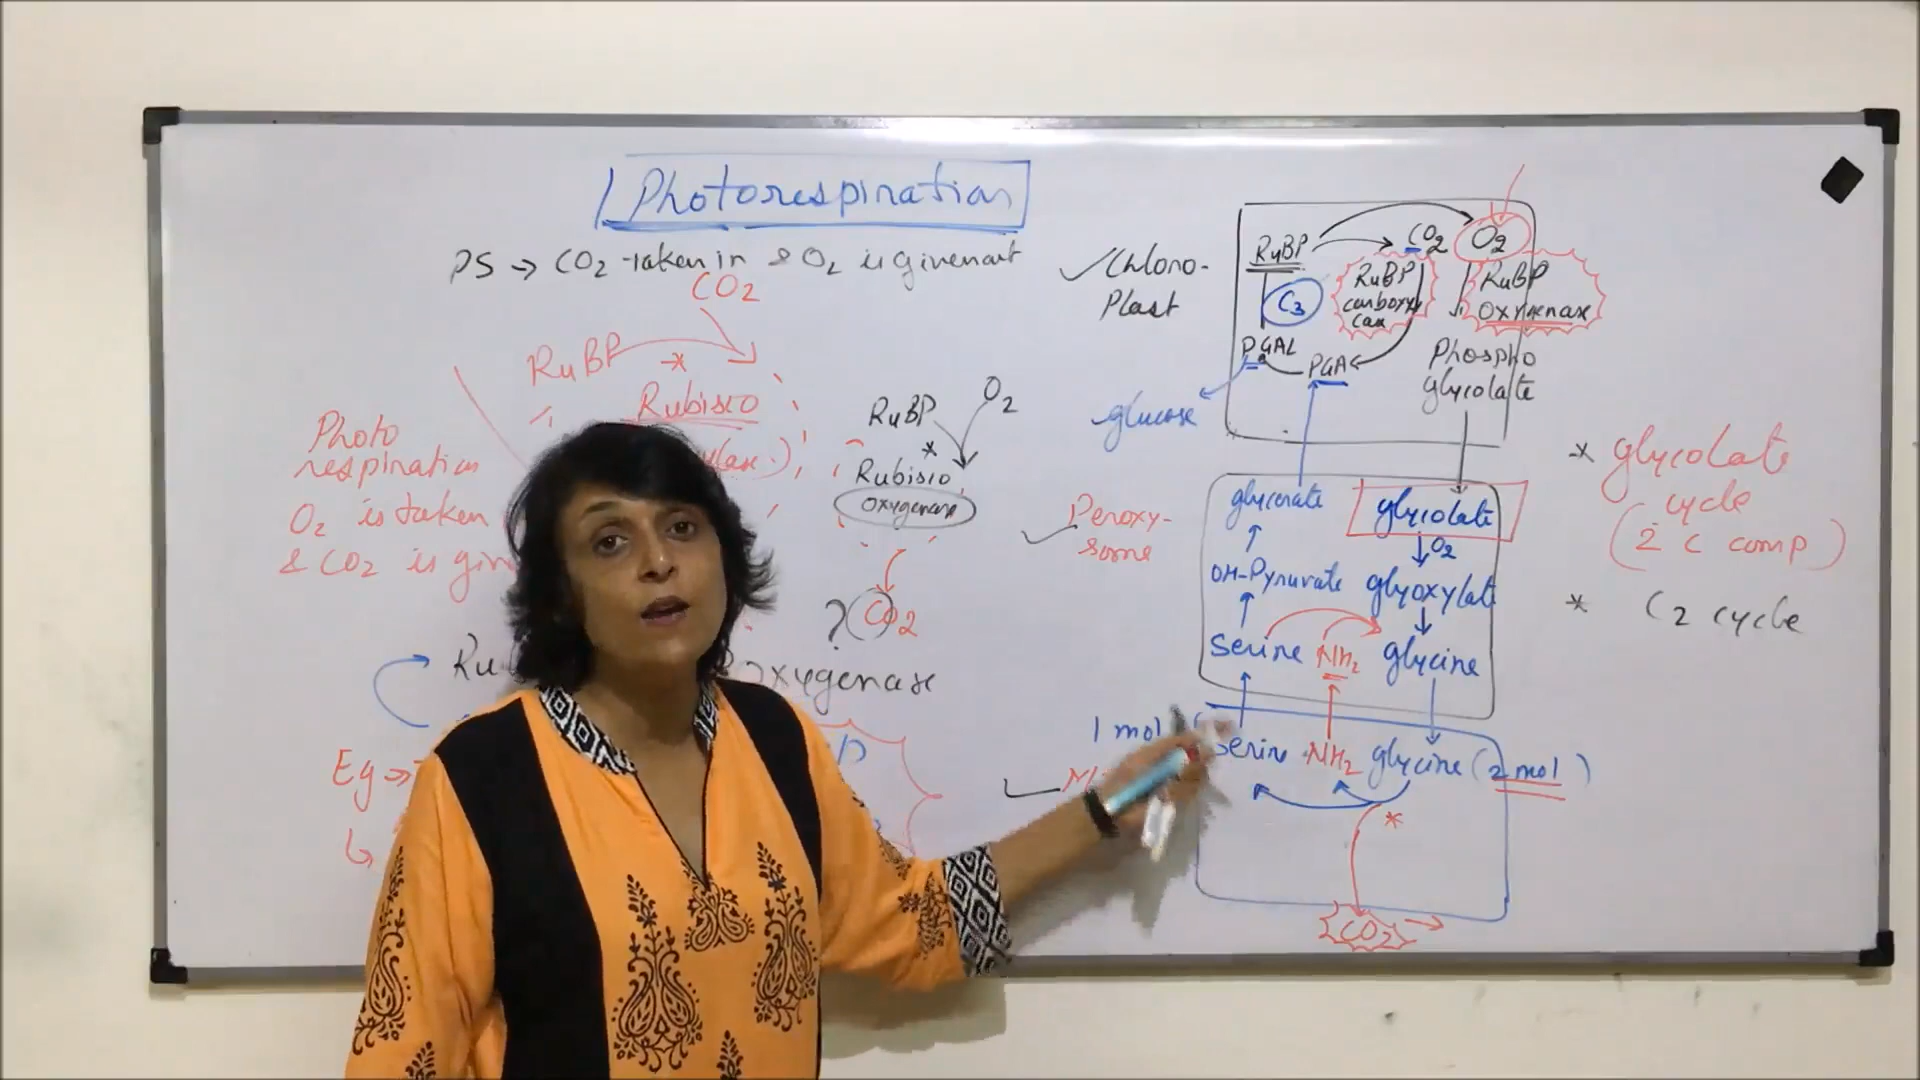 Photorespiration
PS → CO2 taken in & O2 is given out
CO2
RuBP *
Rubisco
Photo
respiration
O2 is taken
& CO2 is
RuBP O2
*
Rubisco
Oxygenase
? CO2
Oxygenase
Eg →
✓ Chloro-
Plast
RuBP CO2 O2
C3
RuBP
carboxy
RuBP
Oxygenase
PGAL PGA
Phospho
glycolate
glucose
✓ Peroxy-
some
glycerate glycolate
↓ O2
OH-Pyruvate glyoxylate
Serine NH2 glycine
1 mol
Serine NH2 glycine (2 mol)
*
CO2
* glycolate
cycle
(2 C comp)
* C2 cycle